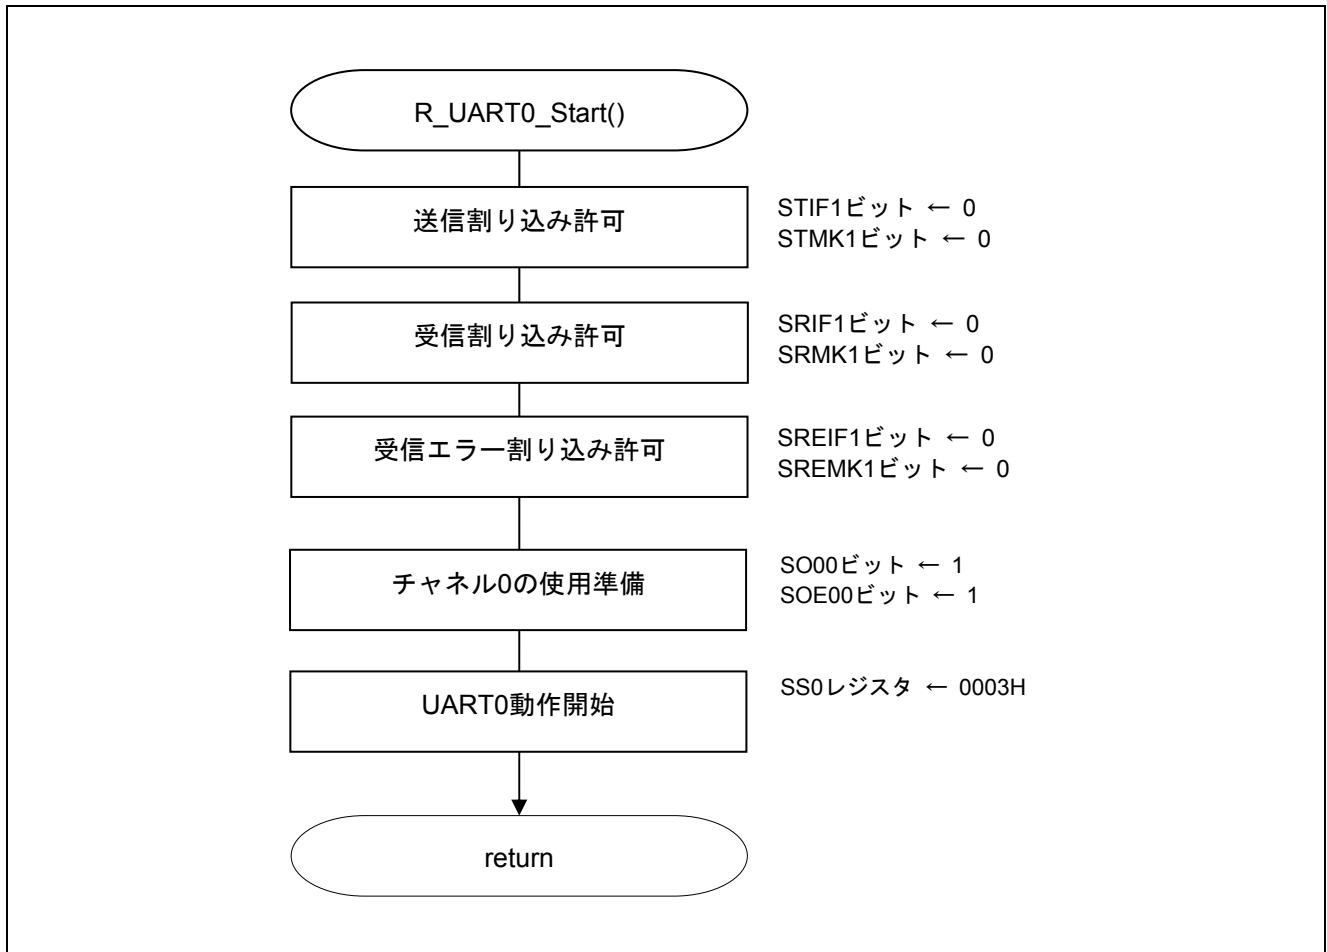 R_UART0_Start()
送信割り込み許可
STIF1ビット ← 0
STMK1ビット ← 0
受信割り込み許可
SRIF1ビット ← 0
SRMK1ビット ← 0
受信エラー割り込み許可
SREIF1ビット ← 0
SREMK1ビット ← 0
チャネル0の使用準備
SO00ビット ← 1
SOE00ビット ← 1
UART0動作開始
SS0レジスタ ← 0003H
return